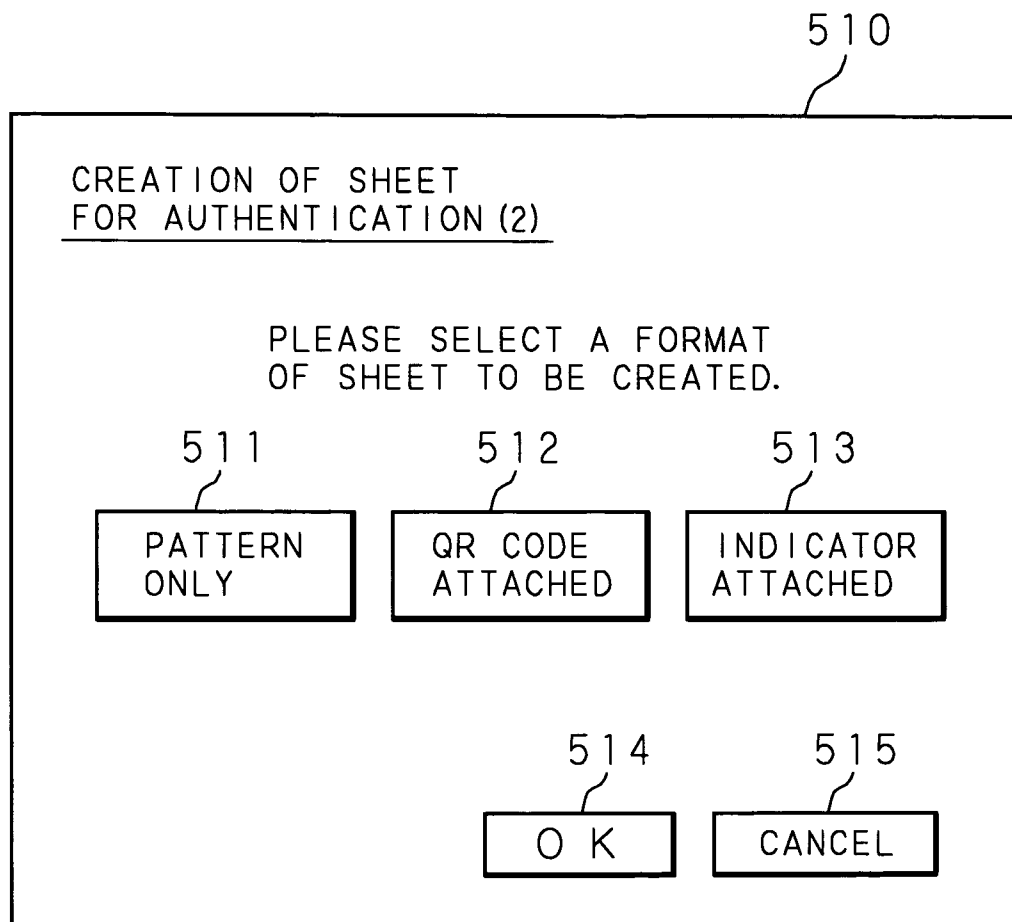 510
CREATION OF SHEET
FOR AUTHENTICATION (2)
PLEASE SELECT A FORMAT
OF SHEET TO BE CREATED.
511 512 513
PATTERN ONLY
QR CODE ATTACHED
INDICATOR ATTACHED
514 515
OK CANCEL